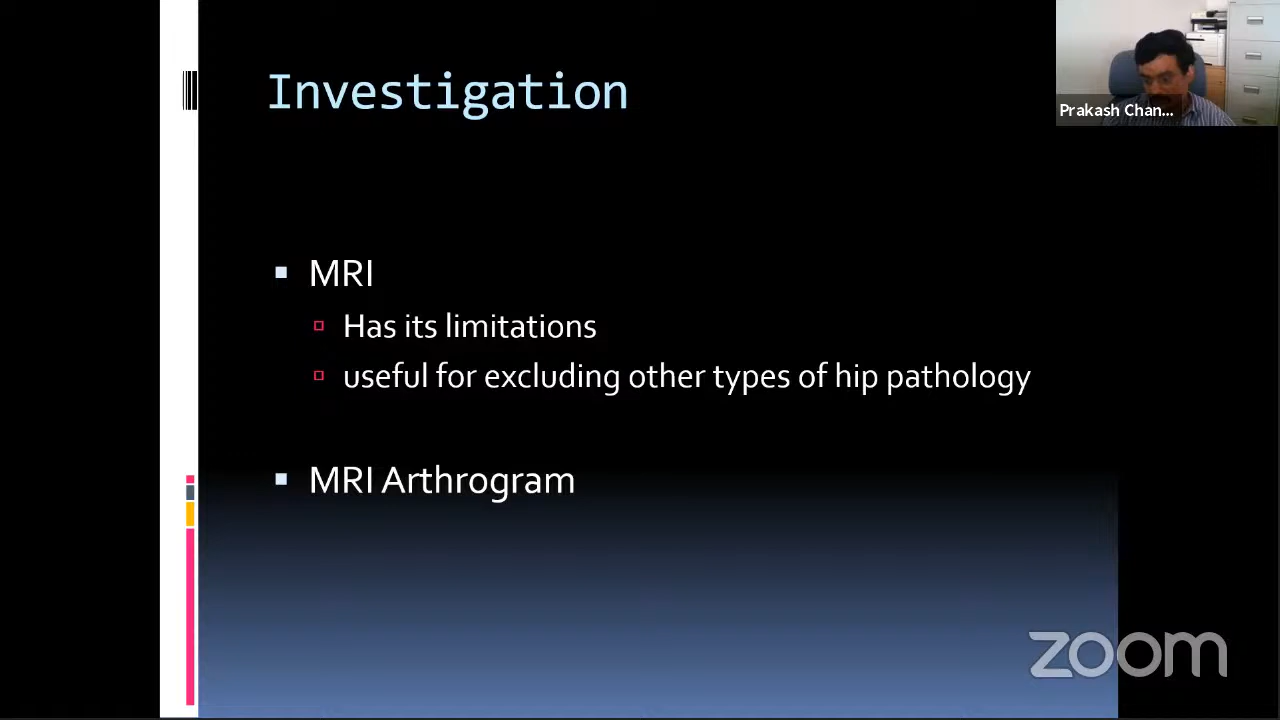 Investigation
Prakash Chan...
MRI
Has its limitations
useful for excluding other types of hip pathology
MRI Arthrogram
zoom